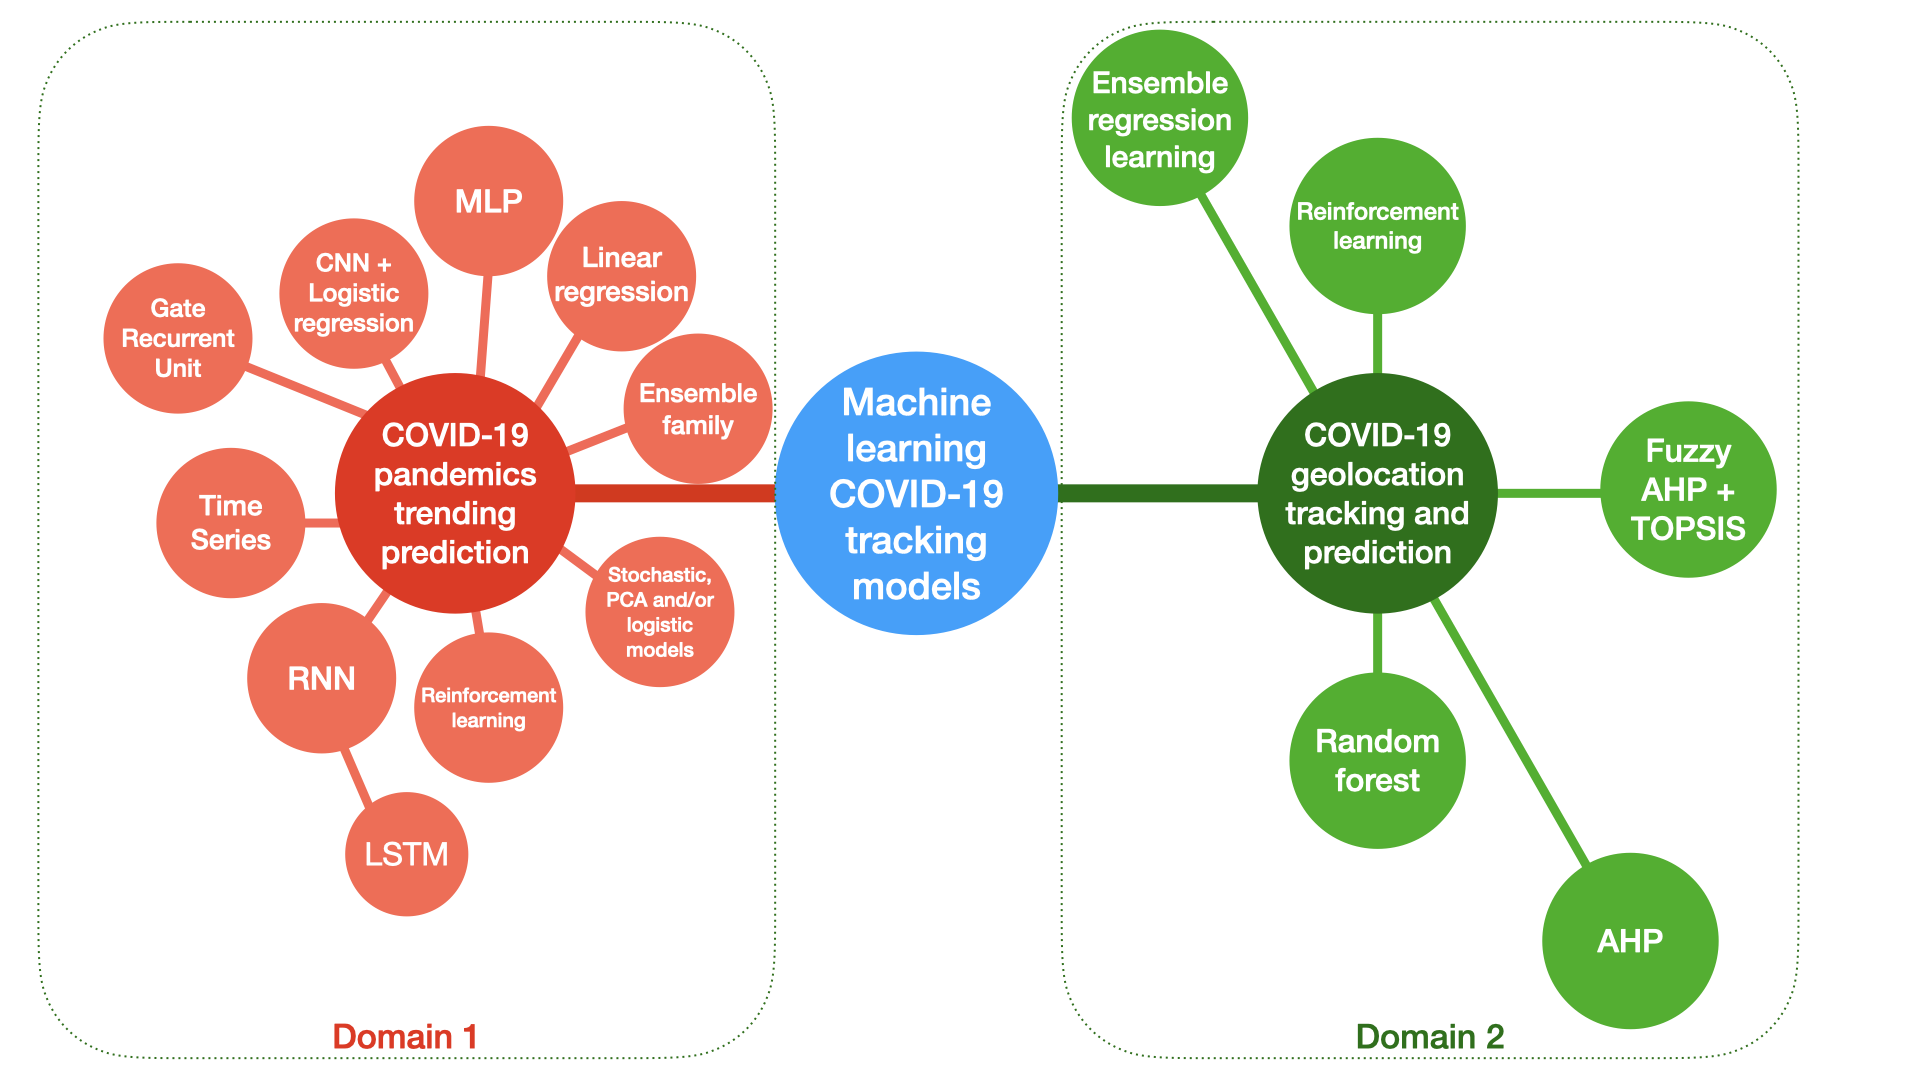 MLP
CNN +
Logistic
regression
Linear
regression
Gate
Recurrent
Unit
Ensemble
family
COVID-19
pandemics
trending
prediction
Time
Series
Stochastic,
PCA and/or
logistic
models
RNN
Reinforcement
learning
LSTM
Domain 1
Machine
learning
COVID-19
tracking
models
Ensemble
regression
learning
Reinforcement
learning
COVID-19
geolocation
tracking and
prediction
Fuzzy
AHP +
TOPSIS
Random
forest
AHP
Domain 2